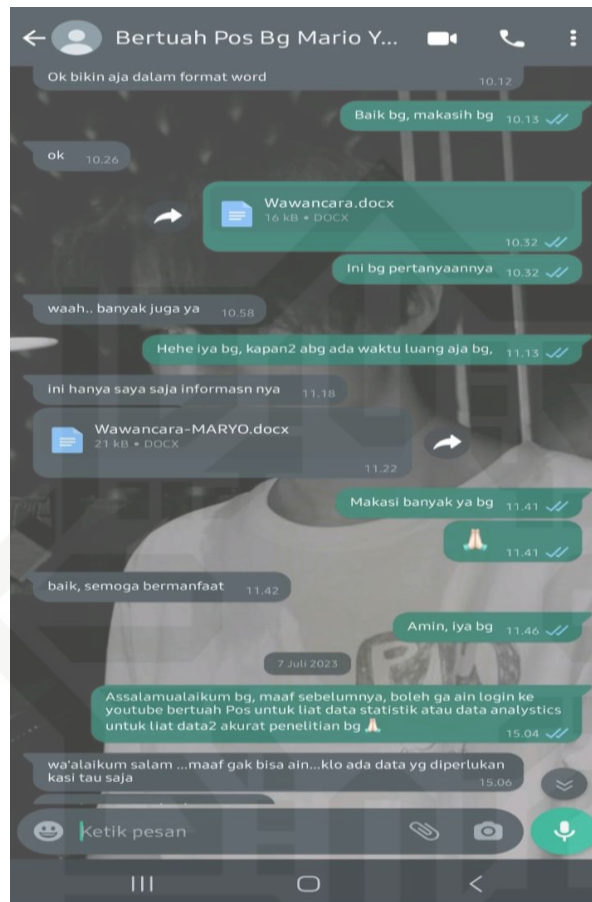 Bertuah Pos Bg Mario Y...
Ok bikin aja dalam format word
10.12
Baik bg, makasih bg 10.13
ok 10.26
Wawancara.docx
16 kB • DOCX
10.32
Ini bg pertanyaannya 10.32
waah.. banyak juga ya 10.58
Hehe iya bg, kapan2 abg ada waktu luang aja bg, 11.13
ini hanya saya saja informasn nya 11.18
Wawancara-MARYO.docx
21 kB • DOCX
11.22
Makasi banyak ya bg 11.41
🙏🏻 11.41
baik, semoga bermanfaat 11.42
Amin, iya bg 11.46
7 Juli 2023
Assalamualaikum bg, maaf sebelumnya, boleh ga ain login ke
youtube bertuah Pos untuk liat data statistik atau data analystics
untuk liat data2 akurat penelitian bg 🙏🏻
15.04
wa'alaikum salam ...maaf gak bisa ain...klo ada data yg diperlukan
kasi tau saja
15.06
Ketik pesan